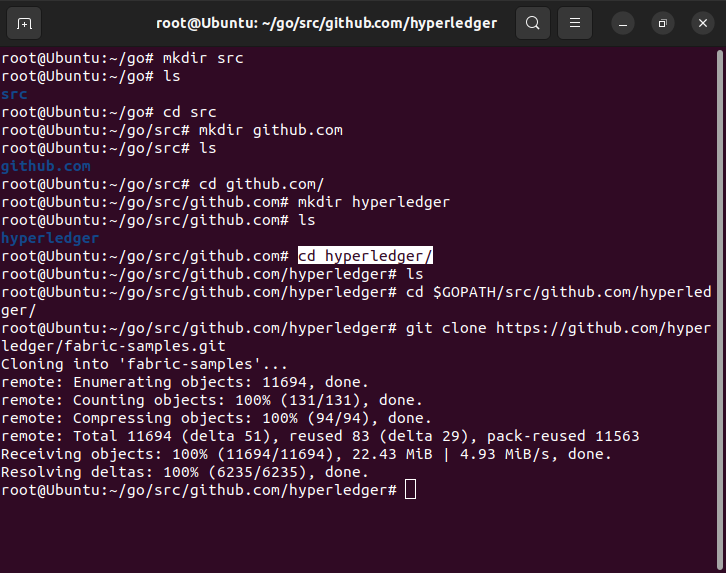 root@Ubuntu: ~/go/src/github.com/hyperledger
root@Ubuntu:~/go# mkdir src
root@Ubuntu:~/go# ls
src
root@Ubuntu:~/go# cd src
root@Ubuntu:~/go/src# mkdir github.com
root@Ubuntu:~/go/src# ls
github.com
root@Ubuntu:~/go/src# cd github.com/
root@Ubuntu:~/go/src/github.com# mkdir hyperledger
root@Ubuntu:~/go/src/github.com# ls
hyperledger
root@Ubuntu:~/go/src/github.com# cd hyperledger/
root@Ubuntu:~/go/src/github.com/hyperledger# ls
root@Ubuntu:~/go/src/github.com/hyperledger# cd $GOPATH/src/github.com/hyperled
ger/
root@Ubuntu:~/go/src/github.com/hyperledger# git clone https://github.com/hyper
ledger/fabric-samples.git
Cloning into 'fabric-samples'...
remote: Enumerating objects: 11694, done.
remote: Counting objects: 100% (131/131), done.
remote: Compressing objects: 100% (94/94), done.
remote: Total 11694 (delta 51), reused 83 (delta 29), pack-reused 11563
Receiving objects: 100% (11694/11694), 22.43 MiB | 4.93 MiB/s, done.
Resolving deltas: 100% (6235/6235), done.
root@Ubuntu:~/go/src/github.com/hyperledger#